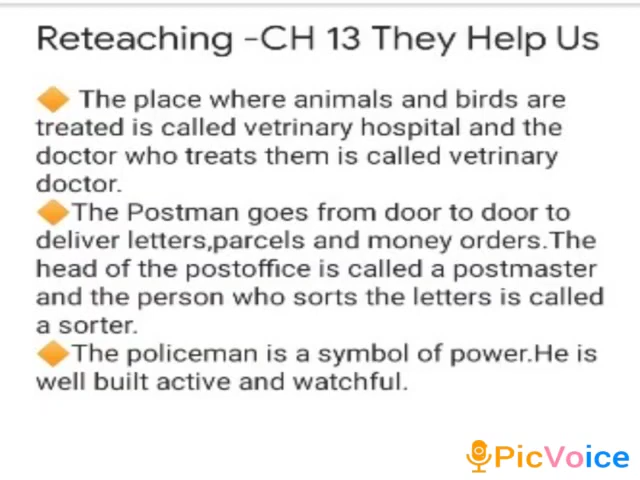 Reteaching -CH 13 They Help Us
🔶 The place where animals and birds are
treated is called vetrinary hospital and the
doctor who treats them is called vetrinary
doctor.
🔶The Postman goes from door to door to
deliver letters,parcels and money orders.The
head of the postoffice is called a postmaster
and the person who sorts the letters is called
a sorter.
🔶The policeman is a symbol of power.He is
well built active and watchful.
PicVoice